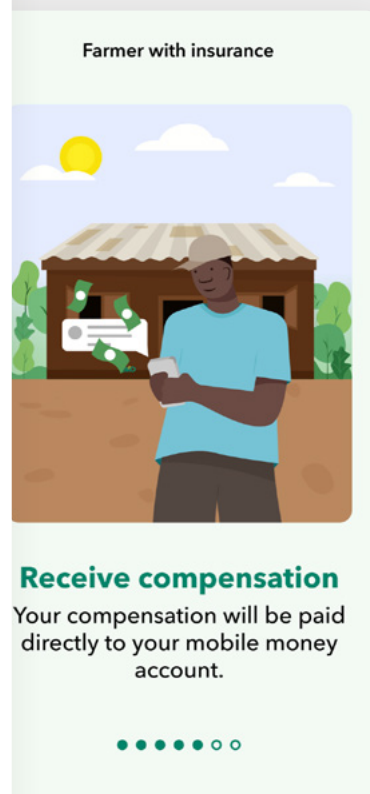 Farmer with insurance
Receive compensation
Your compensation will be paid
directly to your mobile money
account.